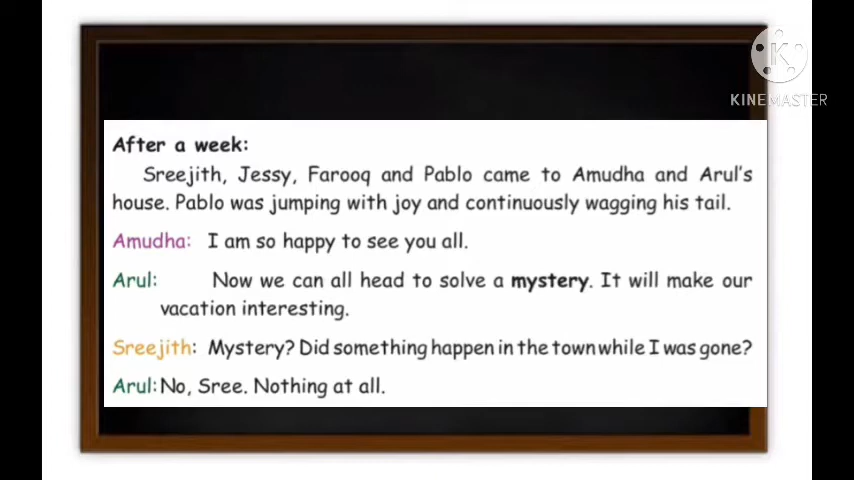 K
KINEMASTER
After a week:
Sreejith, Jessy, Farooq and Pablo came to Amudha and Arul's
house. Pablo was jumping with joy and continuously wagging his tail.
Amudha: I am so happy to see you all.
Arul: Now we can all head to solve a mystery. It will make our
vacation interesting.
Sreejith: Mystery? Did something happen in the town while I was gone?
Arul: No, Sree. Nothing at all.